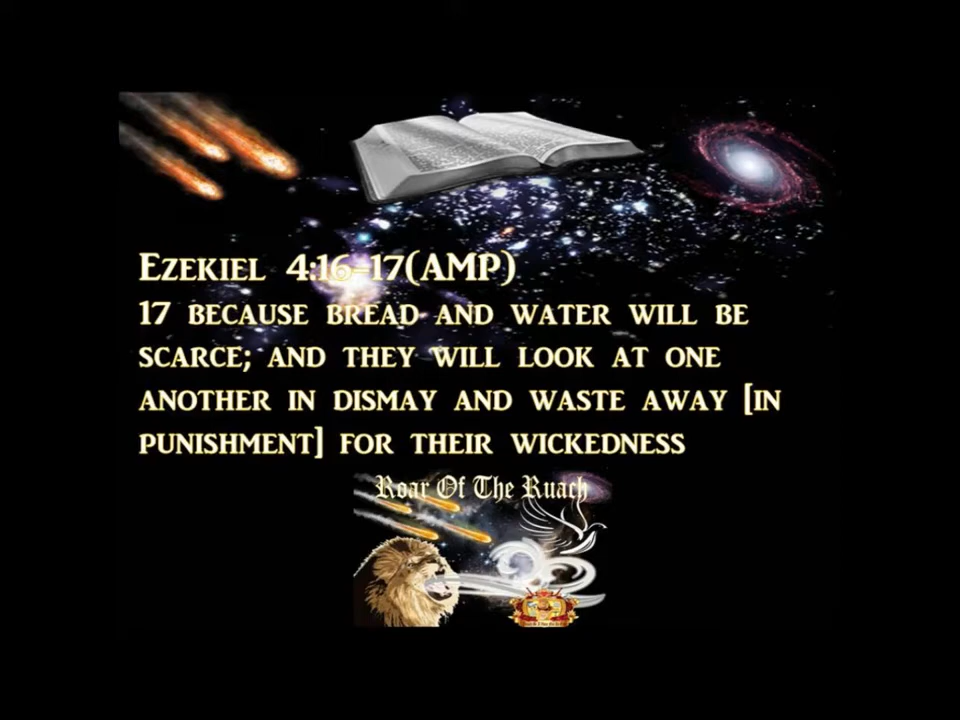 Ezekiel 4:16-17(AMP)
17 because bread and water will be
scarce; and they will look at one
another in dismay and waste away [in
punishment] for their wickedness
Roar Of The Ruach